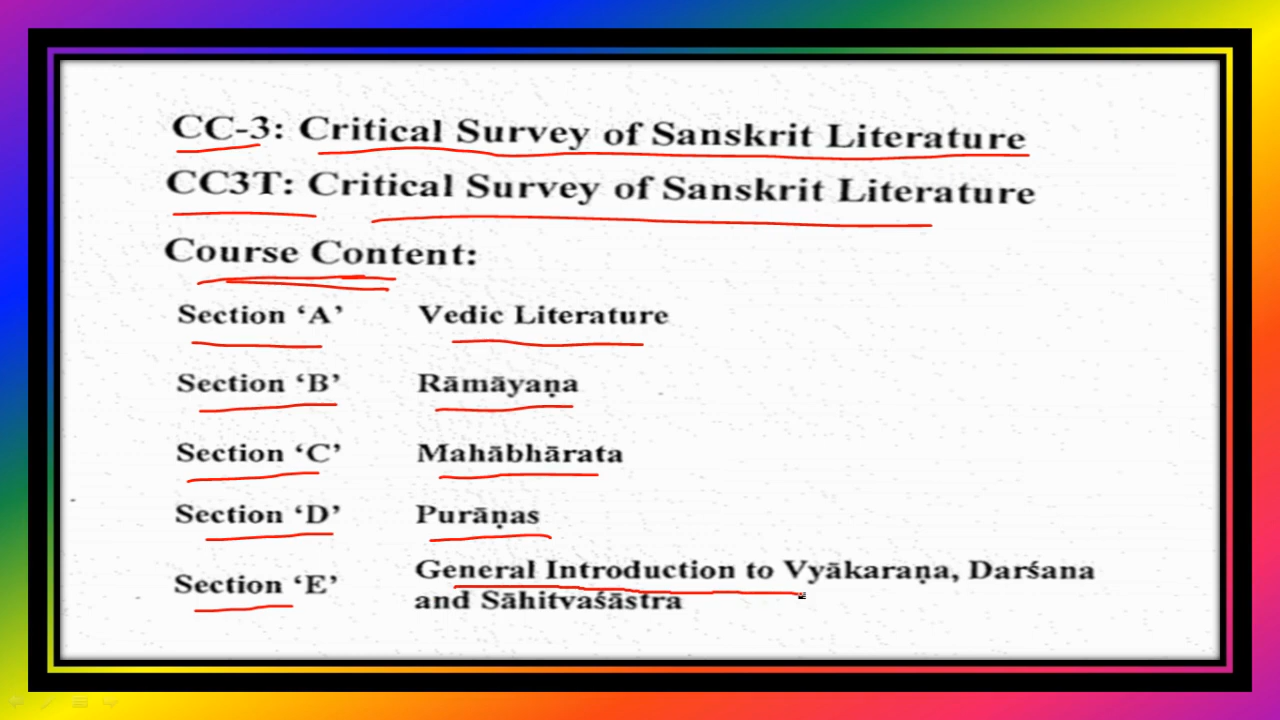 CC-3: Critical Survey of Sanskrit Literature
CC3T: Critical Survey of Sanskrit Literature
Course Content:
Section ‘A’ Vedic Literature
Section ‘B’ Rāmāyaṇa
Section ‘C’ Mahābhārata
Section ‘D’ Purāṇas
Section ‘E’ General Introduction to Vyākaraṇa, Darśana
and Sāhitvaśāstra